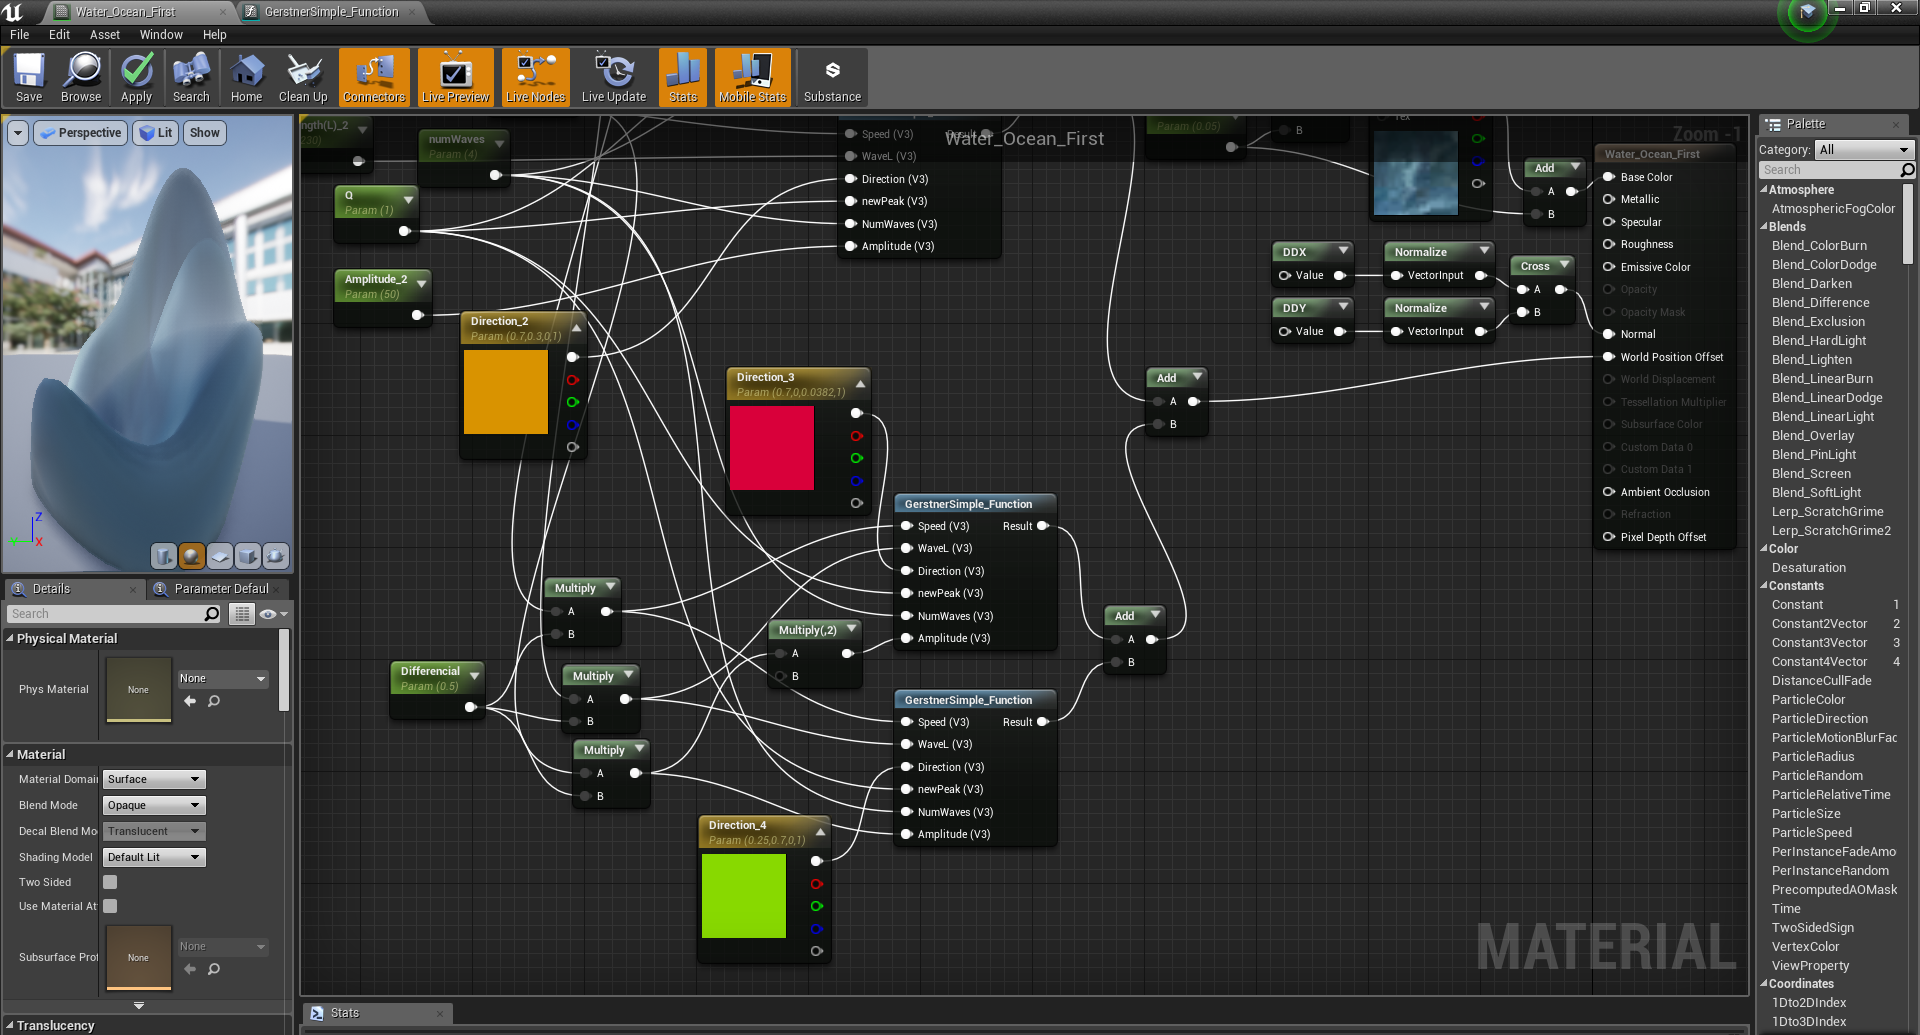 Water_Ocean_First
GerstnerSimple_Function
File Edit Asset Window Help
Save Browse Apply Search Home Clean Up Connectors Live Preview Live Nodes Live Update Stats Mobile Stats Substance
Perspective Lit Show
Z
X
Details
Parameter Defaul
Search
Physical Material
Phys Material
None
None
Material
Material Domai
Surface
Blend Mode
Opaque
Decal Blend Mo
Translucent
Shading Model
Default Lit
Two Sided
Use Material At
Subsurface Pro
None
None
Translucency
Water_Ocean_First
Zoom -1
ngth(L)_2
230)
numWaves
Param (4)
Q
Param (1)
Amplitude_2
Param (50)
Speed (V3)
WaveL (V3)
Direction (V3)
newPeak (V3)
NumWaves (V3)
Amplitude (V3)
Param (0.05)
B
Tex
Add
A
B
Direction_2
Param (0.7,0.3,0,1)
Direction_3
Param (0.7,0,0.0382,1)
DDX
Value
Normalize
VectorInput
DDY
Value
Normalize
VectorInput
Cross
A
B
Add
A
B
GerstnerSimple_Function
Speed (V3) Result
WaveL (V3)
Direction (V3)
newPeak (V3)
NumWaves (V3)
Amplitude (V3)
Multiply
A
B
Multiply(,2)
A
B
Add
A
B
Differencial
Param (0.5)
Multiply
A
B
Multiply
A
B
GerstnerSimple_Function
Speed (V3) Result
WaveL (V3)
Direction (V3)
newPeak (V3)
NumWaves (V3)
Amplitude (V3)
Direction_4
Param (0.25,0.7,0,1)
Water_Ocean_First
Base Color
Metallic
Specular
Roughness
Emissive Color
Opacity
Opacity Mask
Normal
World Position Offset
World Displacement
Tessellation Multiplier
Subsurface Color
Custom Data 0
Custom Data 1
Ambient Occlusion
Refraction
Pixel Depth Offset
MATERIAL
Stats
Palette
Category: All
Search
Atmosphere
AtmosphericFogColor
Blends
Blend_ColorBurn
Blend_ColorDodge
Blend_Darken
Blend_Difference
Blend_Exclusion
Blend_HardLight
Blend_Lighten
Blend_LinearBurn
Blend_LinearDodge
Blend_LinearLight
Blend_Overlay
Blend_PinLight
Blend_Screen
Blend_SoftLight
Lerp_ScratchGrime
Lerp_ScratchGrime2
Color
Desaturation
Constants
Constant 1
Constant2Vector 2
Constant3Vector 3
Constant4Vector 4
DistanceCullFade
ParticleColor
ParticleDirection
ParticleMotionBlurFac
ParticleRadius
ParticleRandom
ParticleRelativeTime
ParticleSize
ParticleSpeed
PerInstanceFadeAmo
PerInstanceRandom
PrecomputedAOMask
Time
TwoSidedSign
VertexColor
ViewProperty
Coordinates
1Dto2DIndex
1Dto3DIndex